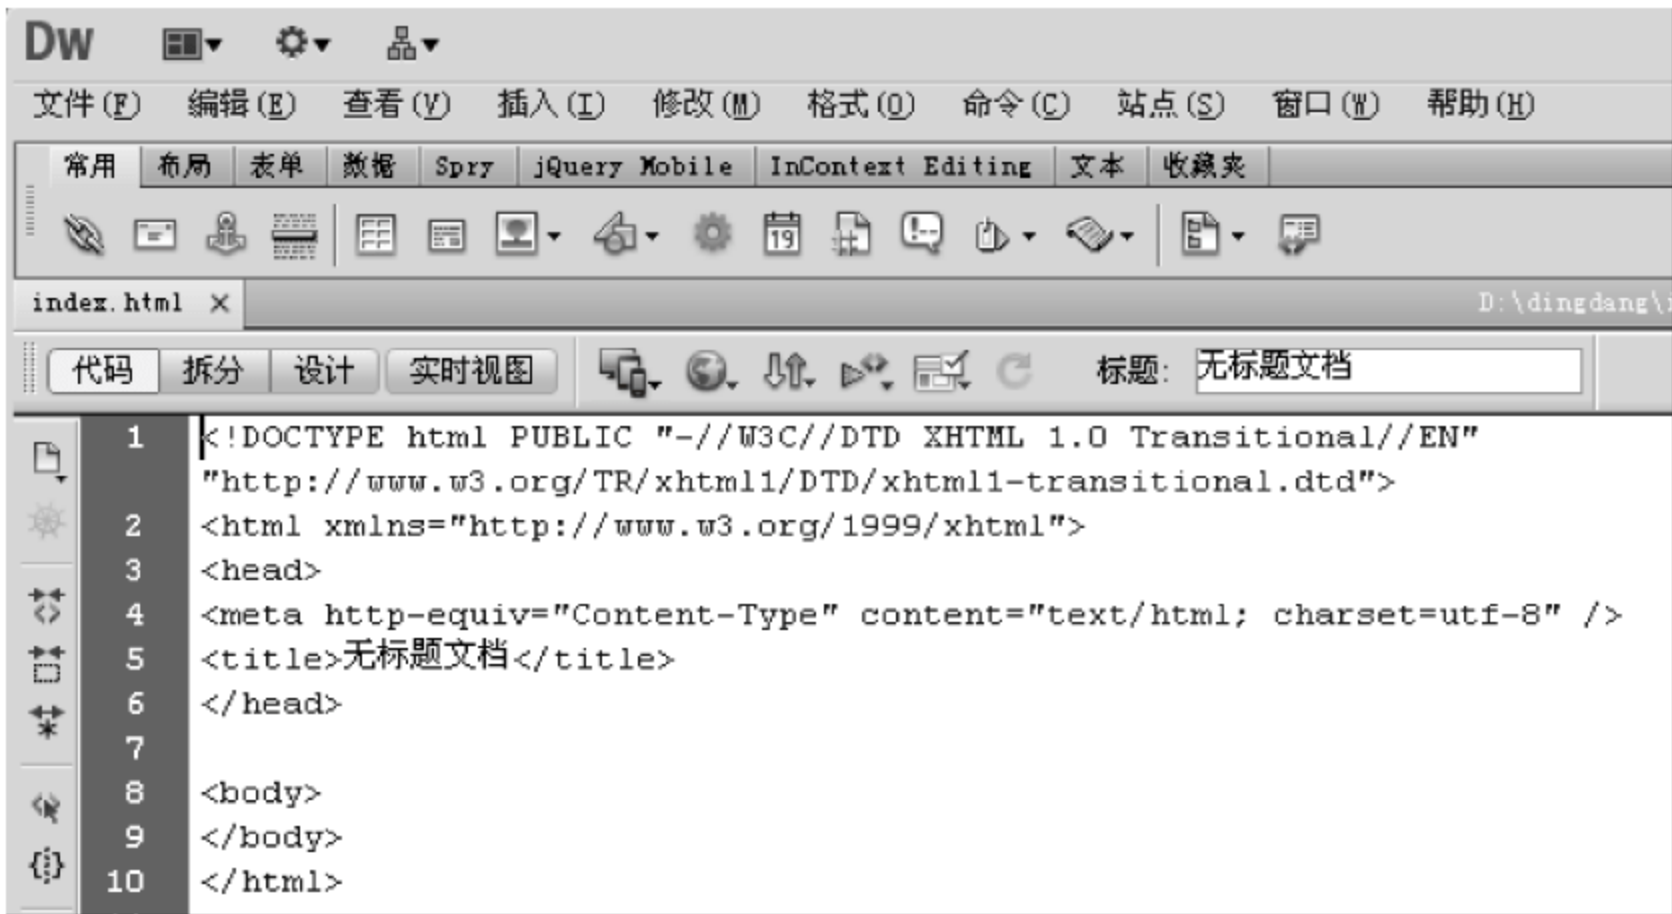 Dw
文件(F) 编辑(E) 查看(V) 插入(I) 修改(M) 格式(O) 命令(C) 站点(S) 窗口(W) 帮助(H)
常用 布局 表单 数据 Spry jQuery Mobile InContext Editing 文本 收藏夹
19
index.html × D:\dingdang\i
代码 拆分 设计 实时视图 标题: 无标题文档
1 <!DOCTYPE html PUBLIC "-//W3C//DTD XHTML 1.0 Transitional//EN"
"http://www.w3.org/TR/xhtml1/DTD/xhtml1-transitional.dtd">
2 <html xmlns="http://www.w3.org/1999/xhtml">
3 <head>
4 <meta http-equiv="Content-Type" content="text/html; charset=utf-8" />
5 <title>无标题文档</title>
6 </head>
7
8 <body>
9 </body>
10 </html>